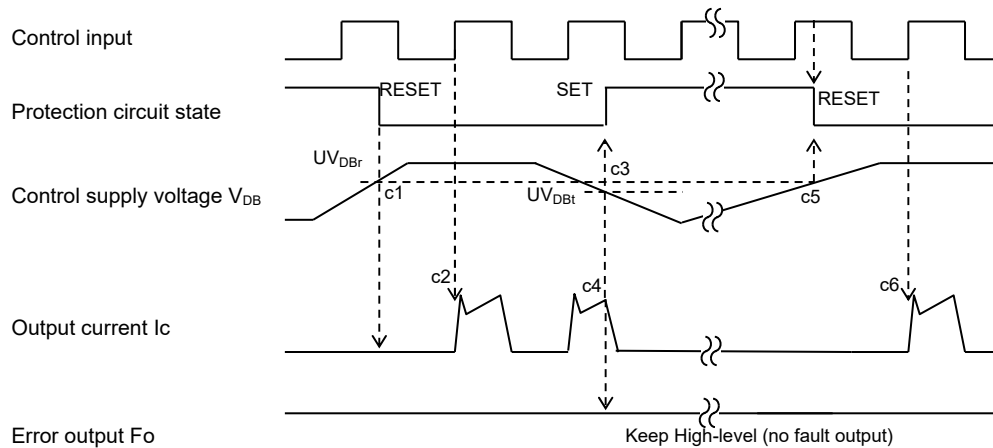 Control input
RESET
SET
RESET
Protection circuit state
UVDBr
c3
c1
Control supply voltage VDB
UVDBt
c5
c2
c4
c6
Output current Ic
Error output Fo
Keep High-level (no fault output)